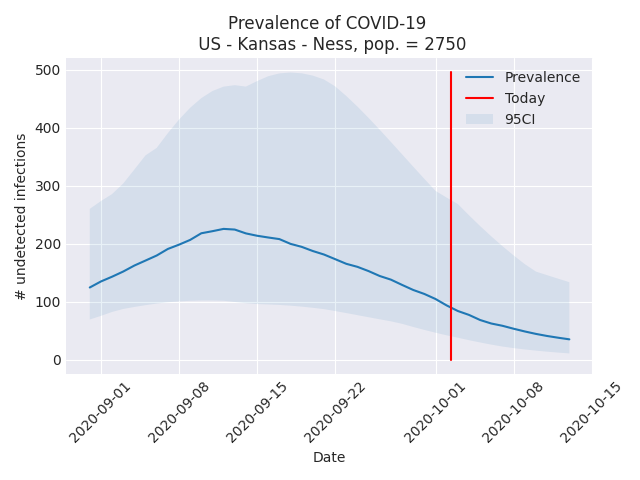 Prevalence of COVID-19
US - Kansas - Ness, pop. = 2750
500
400
300
200
100
0
# undetected infections
Prevalence
Today
95CI
2020-09-01
2020-09-08
2020-09-15
2020-09-22
2020-10-01
2020-10-08
2020-10-15
Date